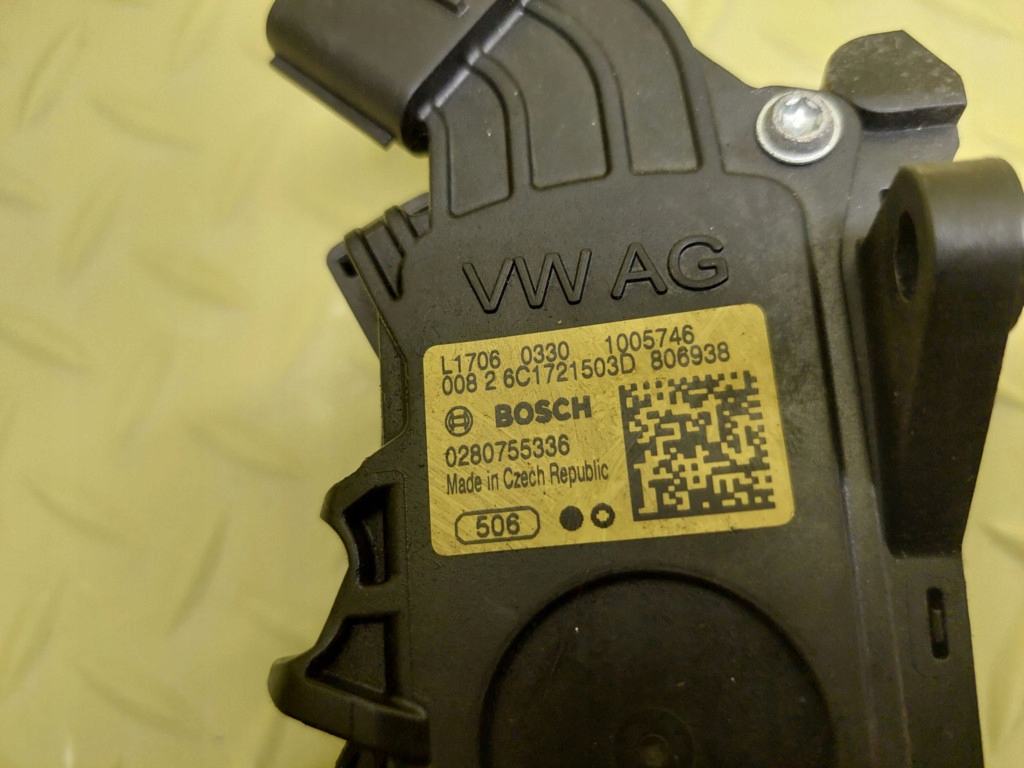 VW AG
L1706 0330 1005746
008 2 6C1721503D 806938
BOSCH
0280755336
Made in Czech Republic
506